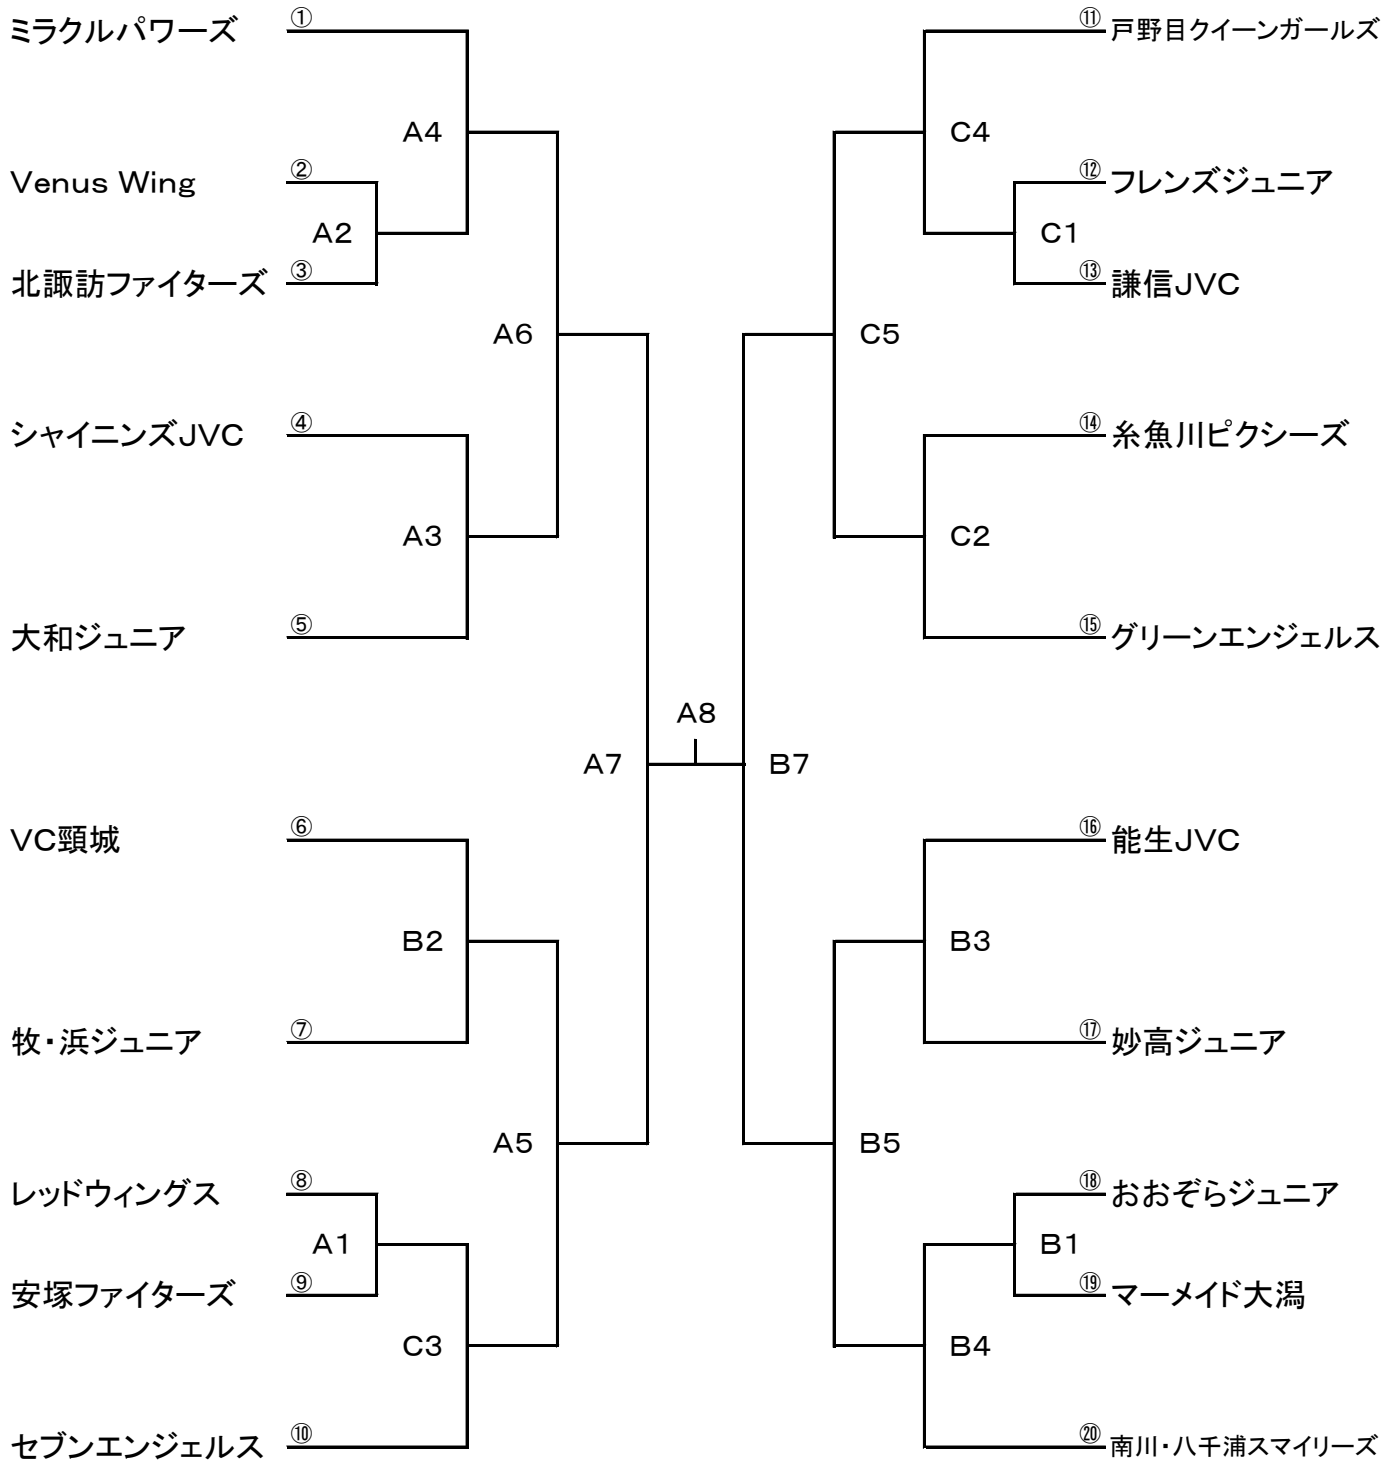 ミラクルパワーズ ①
A4
Venus Wing ②
A2
北諏訪ファイターズ ③
A6
シャイニンズJVC ④
A3
大和ジュニア ⑤
A7
VC頸城 ⑥
B2
牧・浜ジュニア ⑦
A5
レッドウィングス ⑧
A1
安塚ファイターズ ⑨
C3
セブンエンジェルス ⑩
A8
⑪ 戸野目クイーンガールズ
C4
⑫ フレンズジュニア
C1
⑬ 謙信JVC
C5
⑭ 糸魚川ピクシーズ
C2
⑮ グリーンエンジェルス
B7
⑯ 能生JVC
B3
⑰ 妙高ジュニア
B5
⑱ おおぞらジュニア
B1
⑲ マーメイド大潟
B4
⑳ 南川・八千浦スマイリーズ